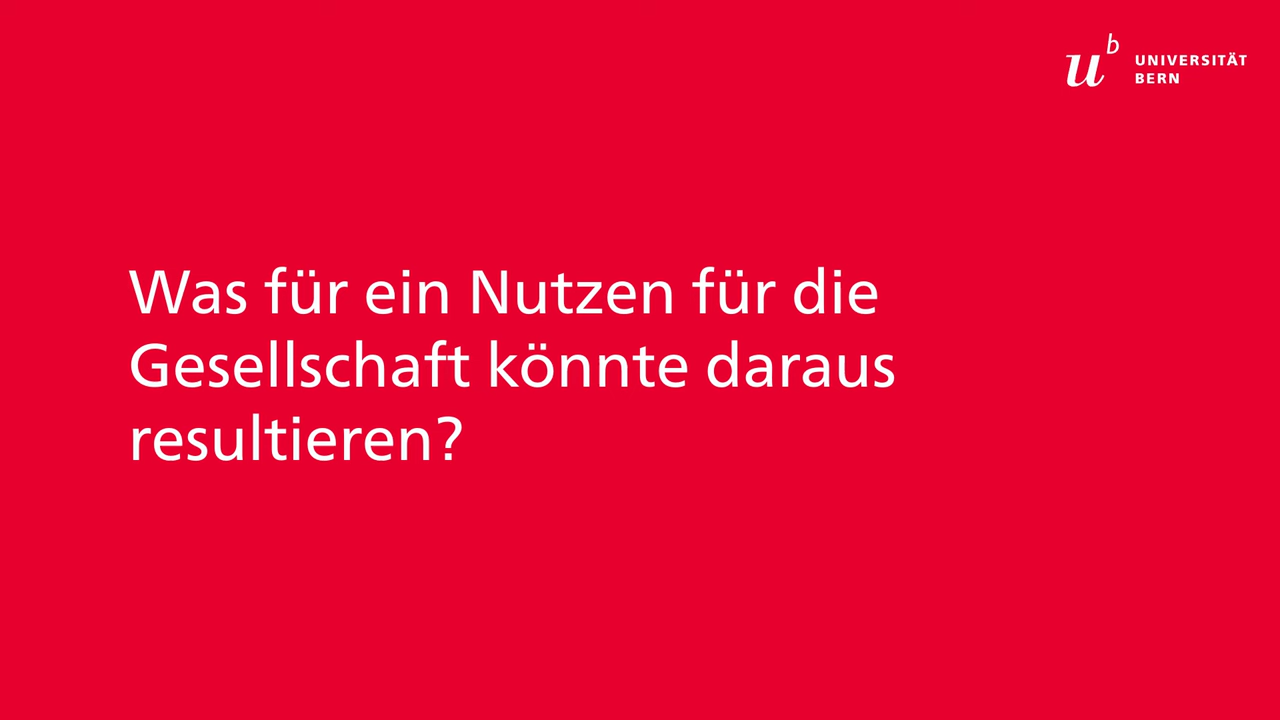 u^b UNIVERSITÄT
BERN
Was für ein Nutzen für die
Gesellschaft könnte daraus
resultieren?